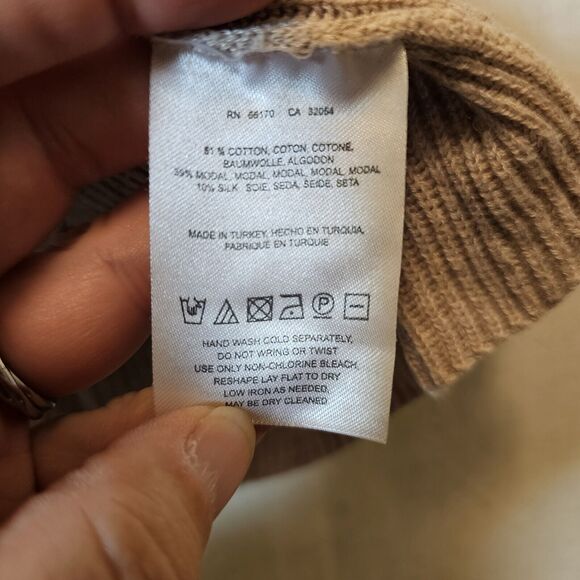 RN 66170 CA 32054
51 % COTTON, COTON, COTONE,
BAUMWOLLE, ALGODON
39% MODAL, MODAL, MODAL, MODAL, MODAL
10% SILK SOIE, SEDA, SEIDE, SETA
MADE IN TURKEY, HECHO EN TURQUIA,
FABRIQUE EN TURQUIE
P
HAND WASH COLD SEPARATELY,
DO NOT WRING OR TWIST
USE ONLY NON-CHLORINE BLEACH,
RESHAPE LAY FLAT TO DRY
LOW IRON AS NEEDED,
MAY BE DRY CLEANED